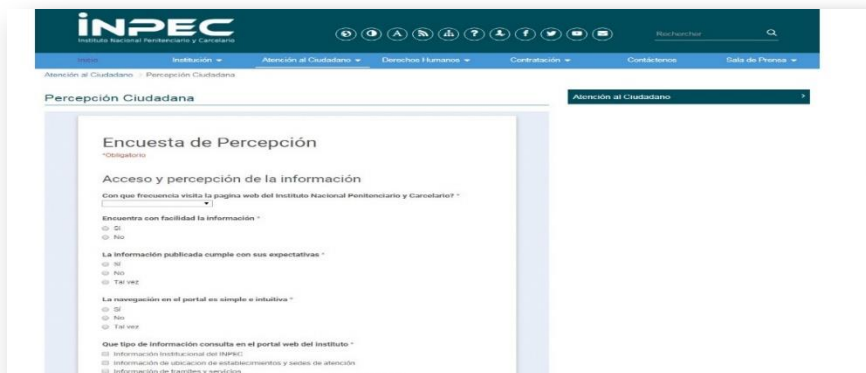 INPEC
Instituto Nacional Penitenciario y Carcelario
Rechercher
Inicio Institución Atención al Ciudadano Derechos Humanos Contratación Contáctenos Sala de Prensa
Atención al Ciudadano Percepción Ciudadana
Percepción Ciudadana
Atención al Ciudadano
Encuesta de Percepción
*Obligatorio
Acceso y percepción de la información
Con que frecuencia visita la pagina web del Instituto Nacional Penitenciario y Carcelario? *
Encuentra con facilidad la información *
Sí
No
La información publicada cumple con sus expectativas *
Sí
No
Tal vez
La navegación en el portal es simple e intuitiva *
Sí
No
Tal vez
Que tipo de información consulta en el portal web del instituto *
Información Institucional del INPEC
Información de ubicacion de establecimientos y sedes de atención
Información de tramites y servicios